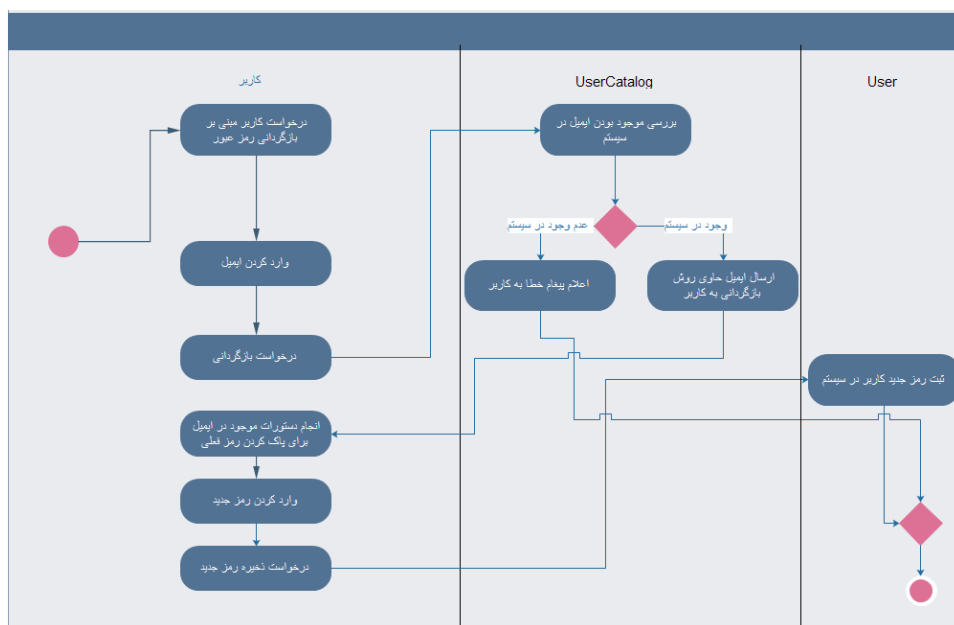 کاربر
UserCatalog
User
درخواست کاربر مبنی بر
بازگردانی رمز عبور
بررسی موجود بودن ایمیل در
سیستم
عدم وجود در سیستم
وجود در سیستم
وارد کردن ایمیل
اعلام پیغام خطا به کاربر
ارسال ایمیل حاوی روش
بازگردانی به کاربر
درخواست بازگردانی
ثبت رمز جدید کاربر در سیستم
انجام دستورات موجود در ایمیل
برای پاک کردن رمز فعلی
وارد کردن رمز جدید
درخواست ذخیره رمز جدید